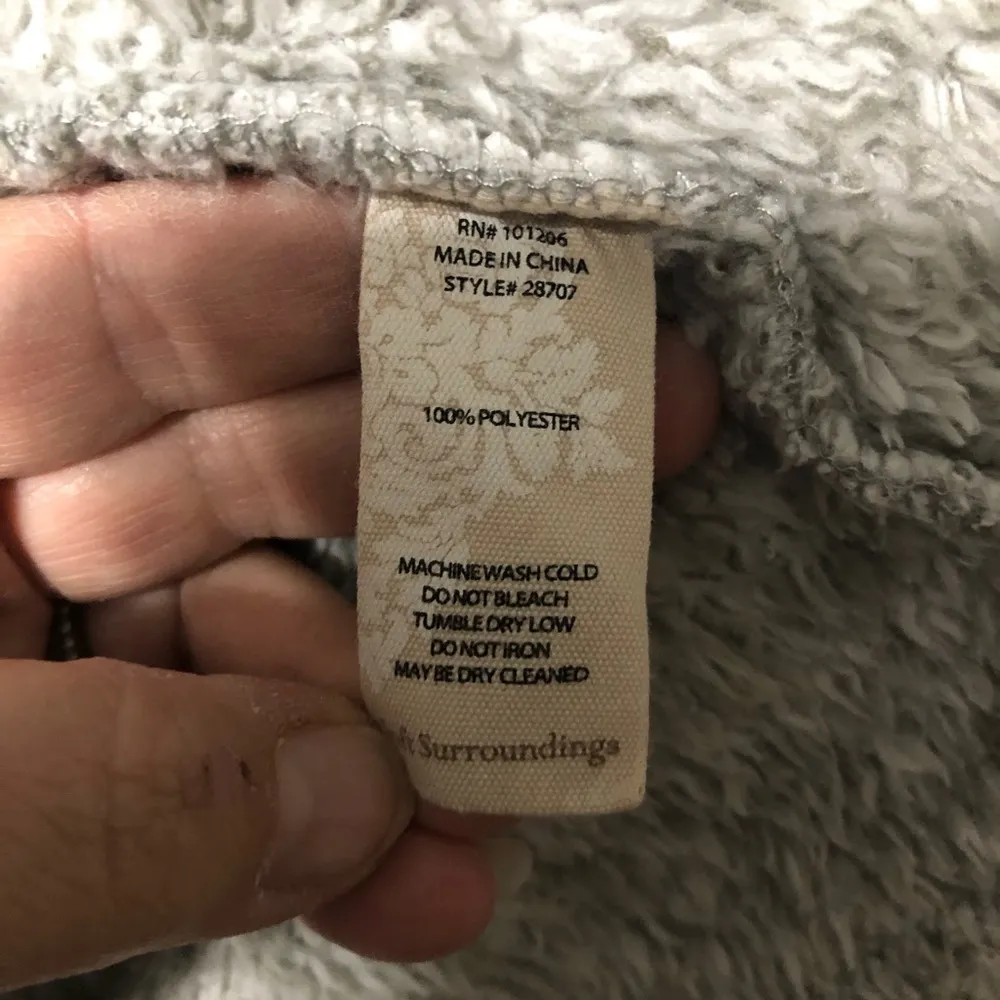 RN# 101206
MADE IN CHINA
STYLE# 28707
100% POLYESTER
MACHINE WASH COLD
DO NOT BLEACH
TUMBLE DRY LOW
DO NOT IRON
MAY BE DRY CLEANED
ft Surroundings